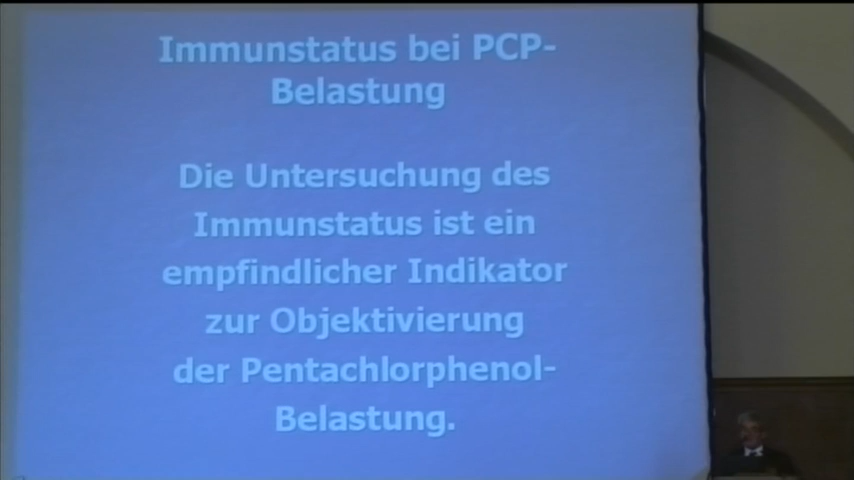 Immunstatus bei PCP-
Belastung
Die Untersuchung des
Immunstatus ist ein
empfindlicher Indikator
zur Objektivierung
der Pentachlorphenol-
Belastung.